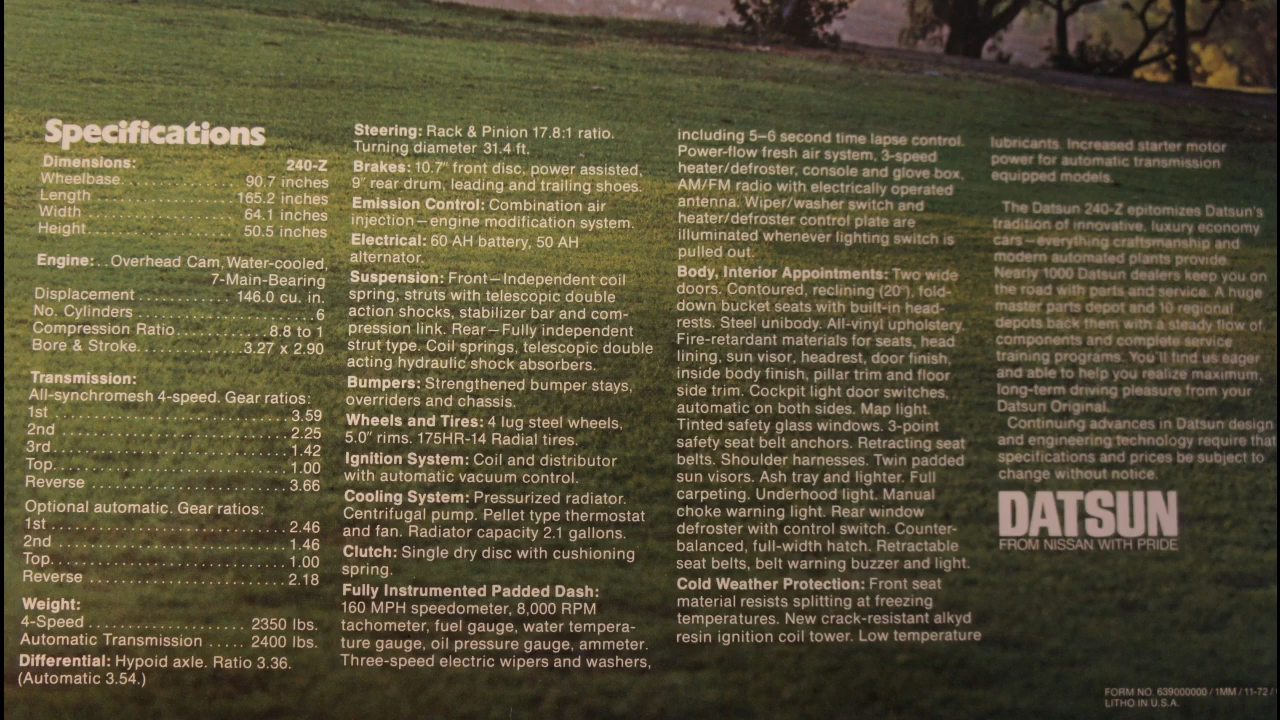 Specifications
Dimensions: 240-Z
Wheelbase. . . . . . . . . . . . . . . . 90.7 inches
Length . . . . . . . . . . . . . . . . . 165.2 inches
Width . . . . . . . . . . . . . . . . . . 64.1 inches
Height. . . . . . . . . . . . . . . . . . 50.5 inches
Engine: . . Overhead Cam, Water-cooled,
7-Main-Bearing
Displacement . . . . . . . . . . . . 146.0 cu. in.
No. Cylinders . . . . . . . . . . . . . . . . . . . . . 6
Compression Ratio . . . . . . . . . . . 8.8 to 1
Bore & Stroke. . . . . . . . . . . . . 3.27 x 2.90
Transmission:
All-synchromesh 4-speed. Gear ratios:
1st . . . . . . . . . . . . . . . . . . . . . . . . . . . . 3.59
2nd . . . . . . . . . . . . . . . . . . . . . . . . . . . 2.25
3rd. . . . . . . . . . . . . . . . . . . . . . . . . . . . 1.42
Top. . . . . . . . . . . . . . . . . . . . . . . . . . . . 1.00
Reverse . . . . . . . . . . . . . . . . . . . . . . . 3.66
Optional automatic. Gear ratios:
1st . . . . . . . . . . . . . . . . . . . . . . . . . . . . 2.46
2nd . . . . . . . . . . . . . . . . . . . . . . . . . . . 1.46
Top. . . . . . . . . . . . . . . . . . . . . . . . . . . . 1.00
Reverse . . . . . . . . . . . . . . . . . . . . . . . 2.18
Weight:
4-Speed . . . . . . . . . . . . . . . . . . . 2350 lbs.
Automatic Transmission . . . . . 2400 lbs.
Differential: Hypoid axle. Ratio 3.36.
(Automatic 3.54.)
Steering: Rack & Pinion 17.8:1 ratio.
Turning diameter 31.4 ft.
Brakes: 10.7" front disc, power assisted,
9" rear drum, leading and trailing shoes.
Emission Control: Combination air
injection—engine modification system.
Electrical: 60 AH battery, 50 AH
alternator.
Suspension: Front—Independent coil
spring, struts with telescopic double
action shocks, stabilizer bar and com-
pression link. Rear—Fully independent
strut type. Coil springs, telescopic double
acting hydraulic shock absorbers.
Bumpers: Strengthened bumper stays,
overriders and chassis.
Wheels and Tires: 4 lug steel wheels,
5.0" rims. 175HR-14 Radial tires.
Ignition System: Coil and distributor
with automatic vacuum control.
Cooling System: Pressurized radiator.
Centrifugal pump. Pellet type thermostat
and fan. Radiator capacity 2.1 gallons.
Clutch: Single dry disc with cushioning
spring.
Fully Instrumented Padded Dash:
160 MPH speedometer, 8,000 RPM
tachometer, fuel gauge, water tempera-
ture gauge, oil pressure gauge, ammeter.
Three-speed electric wipers and washers,
including 5–6 second time lapse control.
Power-flow fresh air system, 3-speed
heater/defroster, console and glove box,
AM/FM radio with electrically operated
antenna. Wiper/washer switch and
heater/defroster control plate are
illuminated whenever lighting switch is
pulled out.
Body, Interior Appointments: Two wide
doors. Contoured, reclining (20°), fold-
down bucket seats with built-in head-
rests. Steel unibody. All-vinyl upholstery.
Fire-retardant materials for seats, head
lining, sun visor, headrest, door finish,
inside body finish, pillar trim and floor
side trim. Cockpit light door switches,
automatic on both sides. Map light.
Tinted safety glass windows. 3-point
safety seat belt anchors. Retracting seat
belts. Shoulder harnesses. Twin padded
sun visors. Ash tray and lighter. Full
carpeting. Underhood light. Manual
choke warning light. Rear window
defroster with control switch. Counter-
balanced, full-width hatch. Retractable
seat belts, belt warning buzzer and light.
Cold Weather Protection: Front seat
material resists splitting at freezing
temperatures. New crack-resistant alkyd
resin ignition coil tower. Low temperature
lubricants. Increased starter motor
power for automatic transmission
equipped models.
The Datsun 240-Z epitomizes Datsun's
tradition of innovative, luxury economy
cars—everything craftsmanship and
modern automated plants provide.
Nearly 1000 Datsun dealers keep you on
the road with parts and service. A huge
master parts depot and 10 regional
depots back them with a steady flow of
components and complete service
training programs. You'll find us eager
and able to help you realize maximum,
long-term driving pleasure from your
Datsun Original.
Continuing advances in Datsun design
and engineering technology require that
specifications and prices be subject to
change without notice.
DATSUN
FROM NISSAN WITH PRIDE
FORM NO. 639000000 / 1MM / 11-72 /
LITHO IN U.S.A.